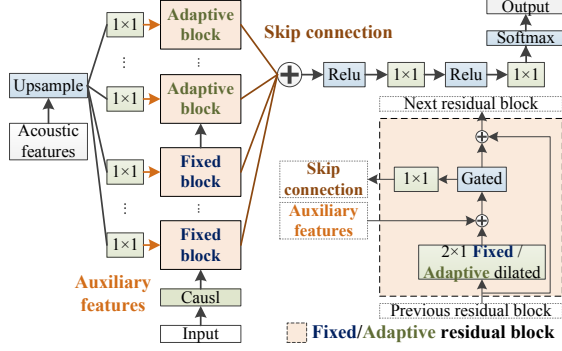 Output
Softmax
1×1
Adaptive
block
Skip connection
Relu
1×1
Relu
1×1
...
...
Upsample
1×1
Adaptive
block
Acoustic
features
1×1
Fixed
block
...
...
1×1
Fixed
block
Auxiliary
features
Causl
Input
Next residual block
Skip
connection
1×1
Gated
Auxiliary
features
2×1 Fixed /
Adaptive dilated
Previous residual block
Fixed/Adaptive residual block